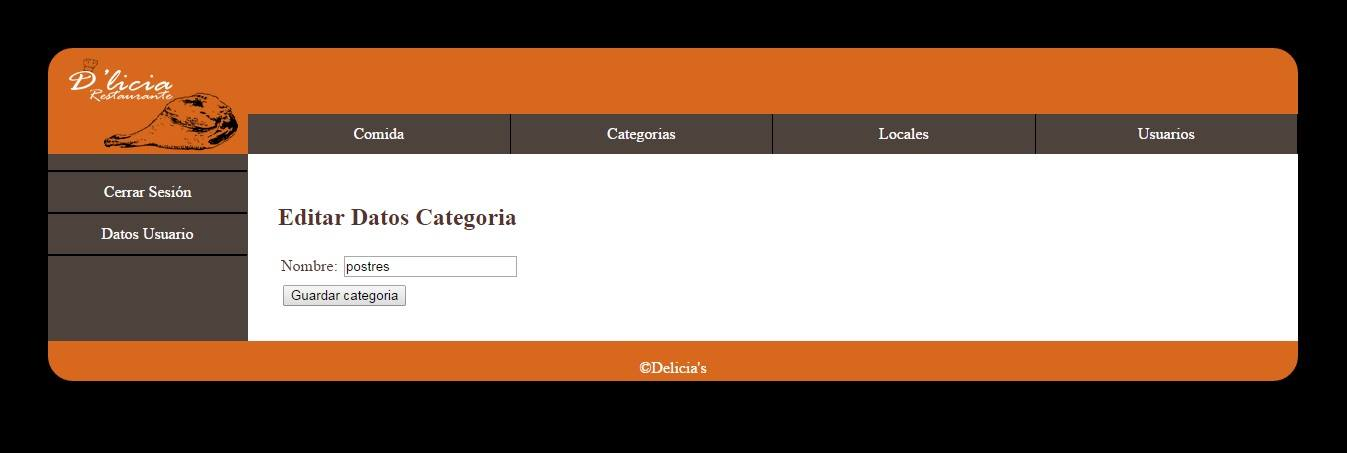 D'licia
Restaurante
Comida
Categorias
Locales
Usuarios
Cerrar Sesión
Datos Usuario
Editar Datos Categoria
Nombre: postres
Guardar categoria
©Delicia's